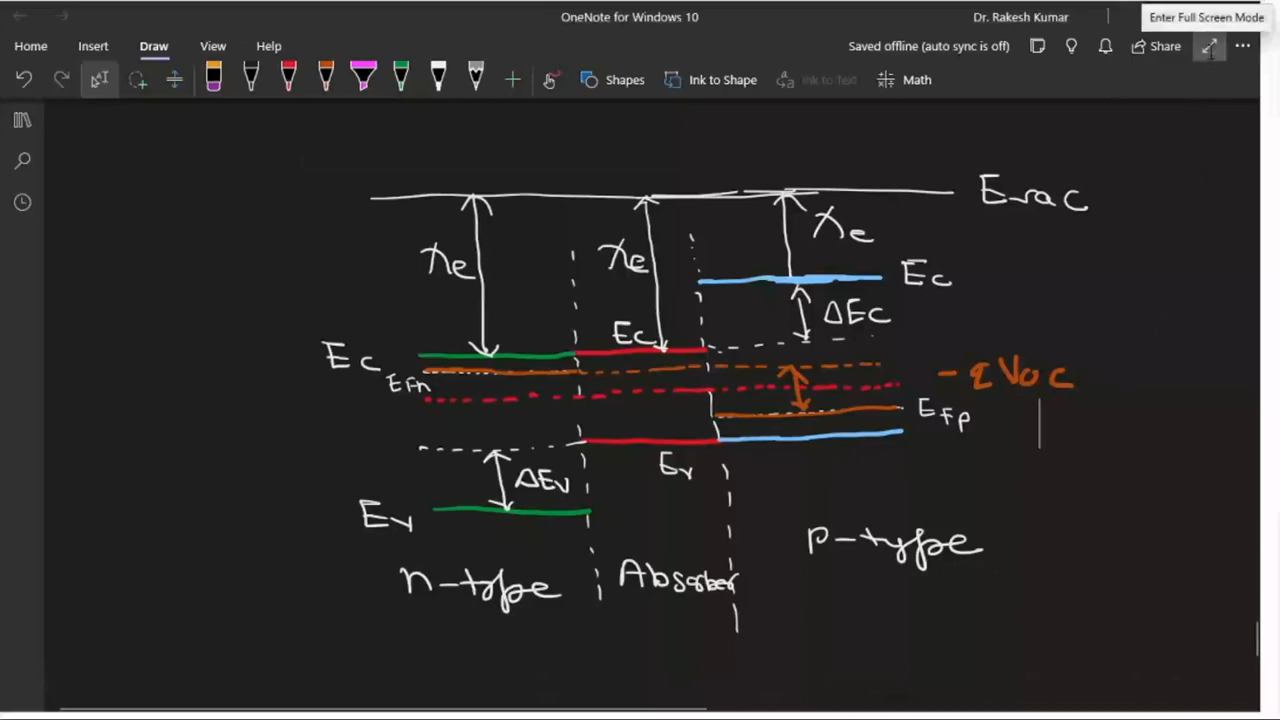 OneNote for Windows 10
Dr. Rakesh Kumar
Enter Full Screen Mode
Home Insert Draw View Help
Saved offline (auto sync is off)
Share
Shapes
Ink to Shape
Ink to Text
Math
Evac
χe χe χe
Ec
ΔEc
Ec
Ec
EFn
- qVoc
EFp
Ev
ΔEv
Ev
n-type Absorber p-type